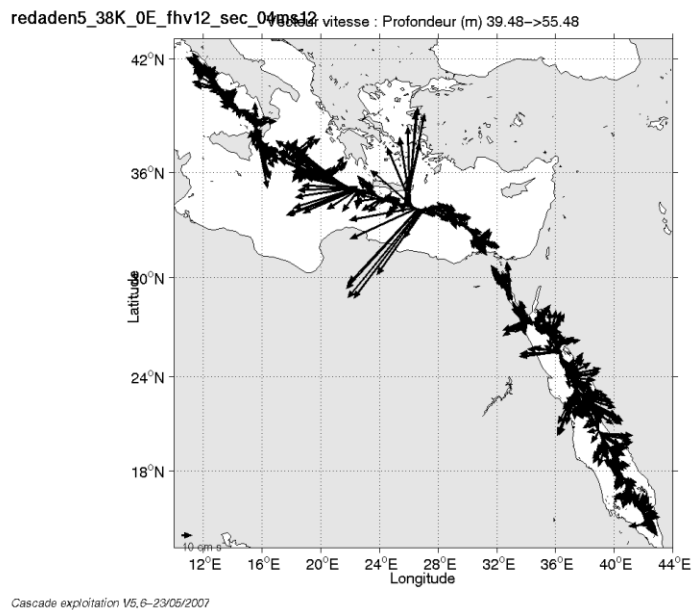 redaden5_38K_0E_fhv12_sec_04ms12
Vecteur vitesse : Profondeur (m) 39.48->55.48
42°N
36°N
30°N
24°N
18°N
Latitude
10 cm s
12°E 16°E 20°E 24°E 28°E 32°E 36°E 40°E 44°E
Longitude
Cascade exploitation V5.6-23/05/2007